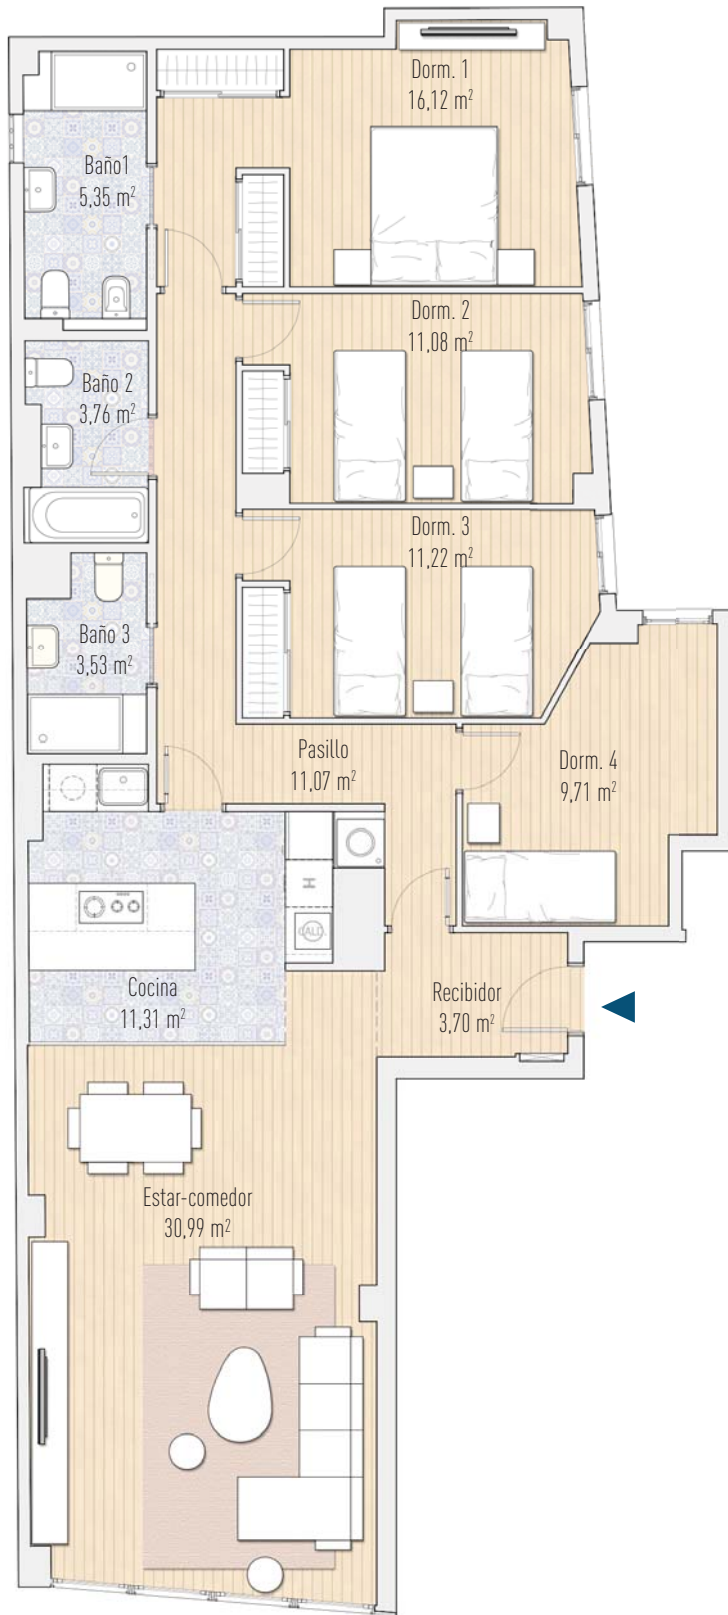 Dorm. 1
16,12 m²
Baño1
5,35 m²
Dorm. 2
11,08 m²
Baño 2
3,76 m²
Dorm. 3
11,22 m²
Baño 3
3,53 m²
Pasillo
11,07 m²
Dorm. 4
9,71 m²
H
CALD.
Cocina
11,31 m²
Recibidor
3,70 m²
Estar-comedor
30,99 m²